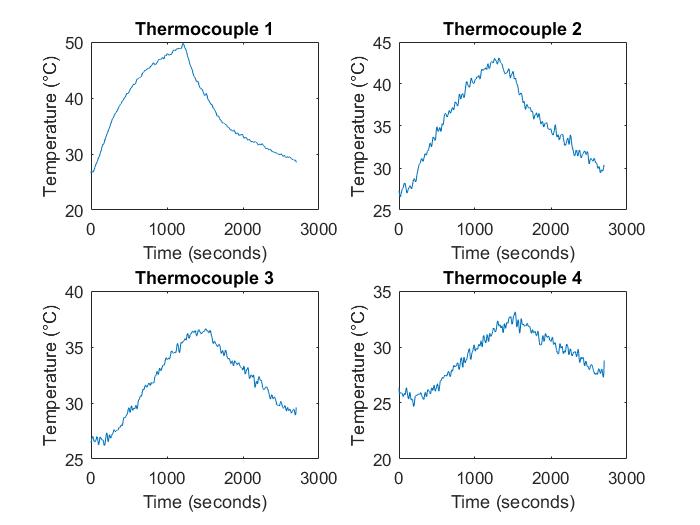 Thermocouple 1
50
40
30
20
Temperature (°C)
0 1000 2000 3000
Time (seconds)
Thermocouple 2
45
40
35
30
25
Temperature (°C)
0 1000 2000 3000
Time (seconds)
Thermocouple 3
40
35
30
25
Temperature (°C)
0 1000 2000 3000
Time (seconds)
Thermocouple 4
35
30
25
20
Temperature (°C)
0 1000 2000 3000
Time (seconds)